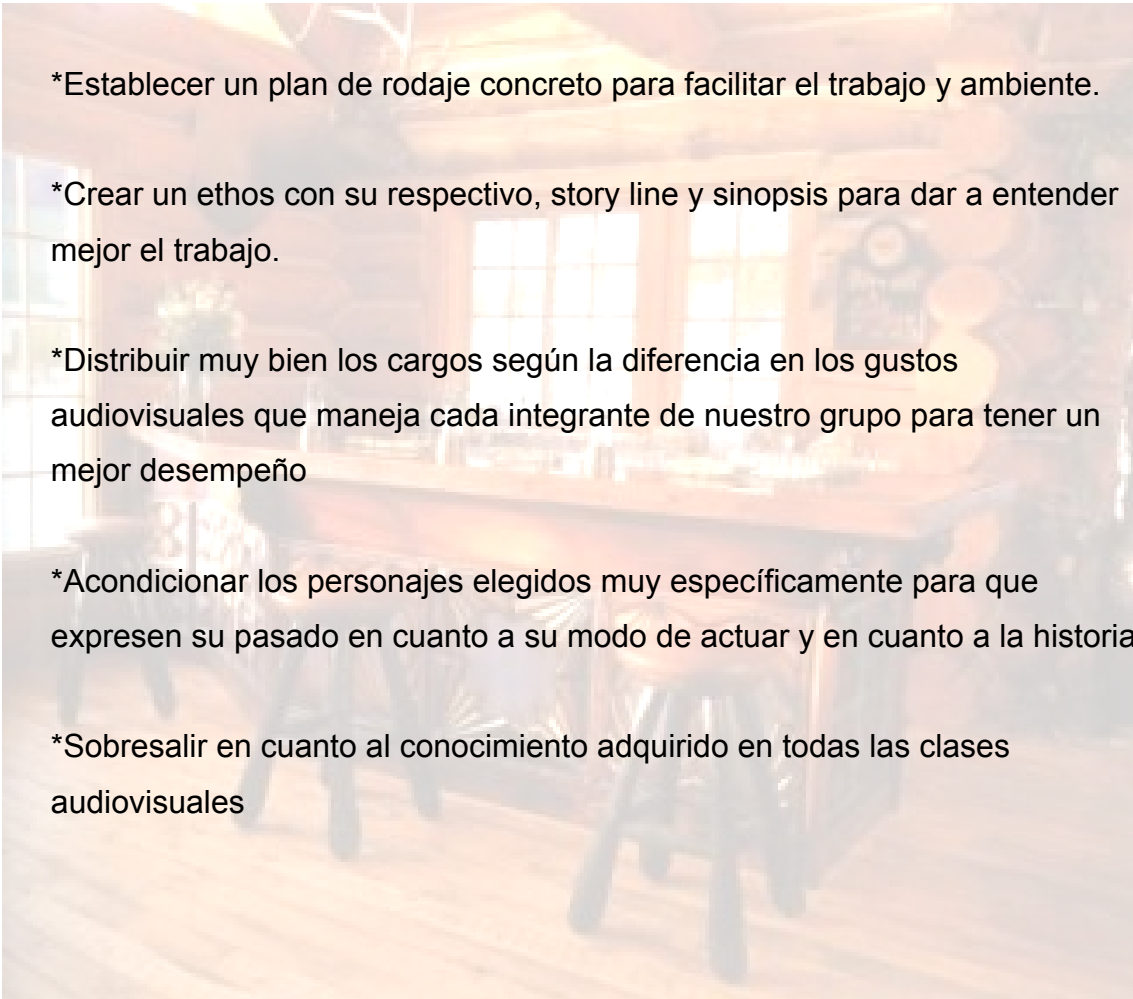 *Establecer un plan de rodaje concreto para facilitar el trabajo y ambiente.
*Crear un ethos con su respectivo, story line y sinopsis para dar a entender
mejor el trabajo.
*Distribuir muy bien los cargos según la diferencia en los gustos
audiovisuales que maneja cada integrante de nuestro grupo para tener un
mejor desempeño
*Acondicionar los personajes elegidos muy específicamente para que
expresen su pasado en cuanto a su modo de actuar y en cuanto a la historia
*Sobresalir en cuanto al conocimiento adquirido en todas las clases
audiovisuales